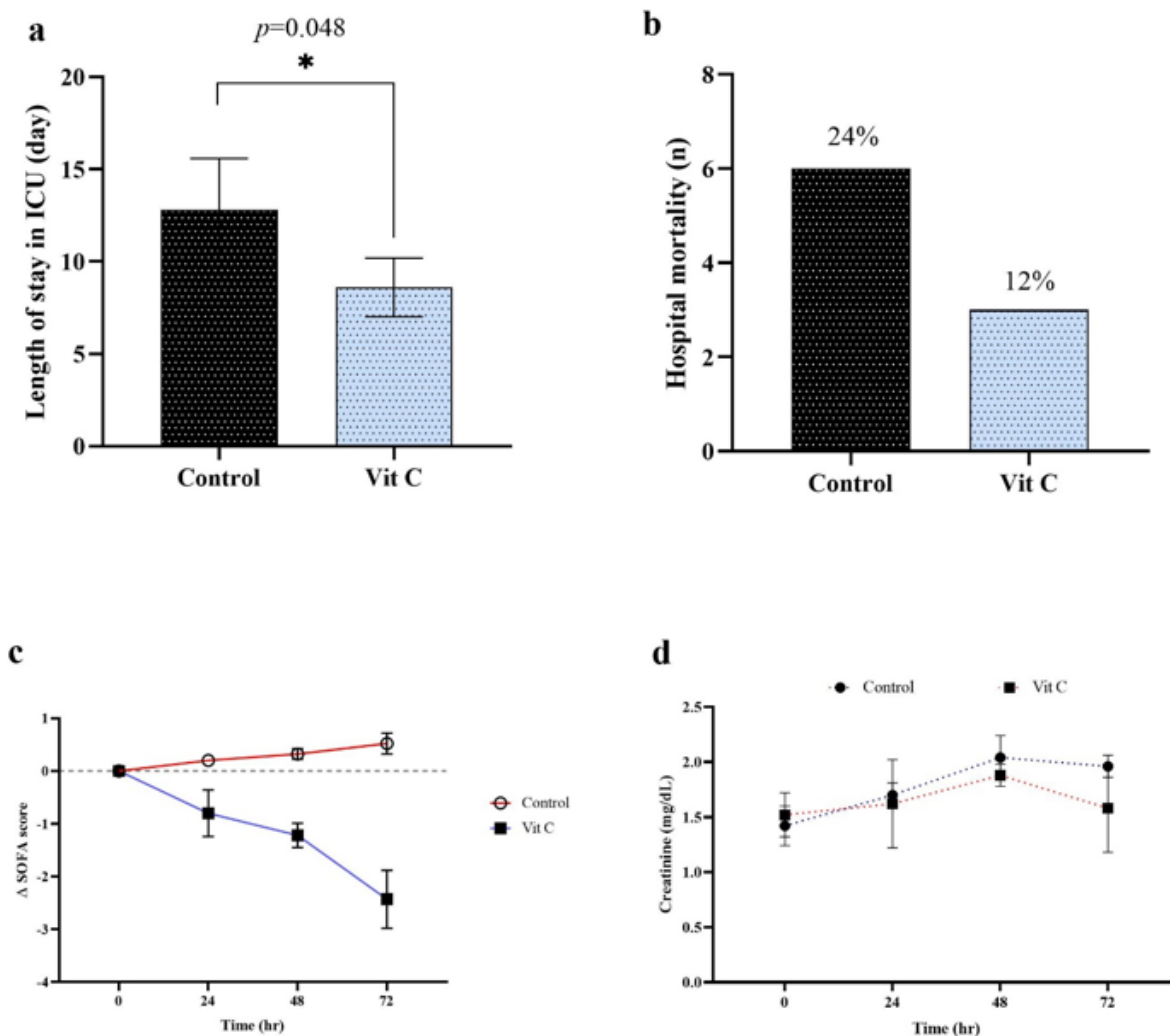 a
p=0.048
*
20
15
10
5
0
Length of stay in ICU (day)
Control
Vit C
b
8
6
4
2
0
Hospital mortality (n)
24%
12%
Control
Vit C
c
1
0
-1
-2
-3
-4
Δ SOFA score
0
24
48
72
Time (hr)
Control
Vit C
d
Control
Vit C
2.5
2.0
1.5
1.0
0.5
0.0
Creatinine (mg/dL)
0
24
48
72
Time (hr)